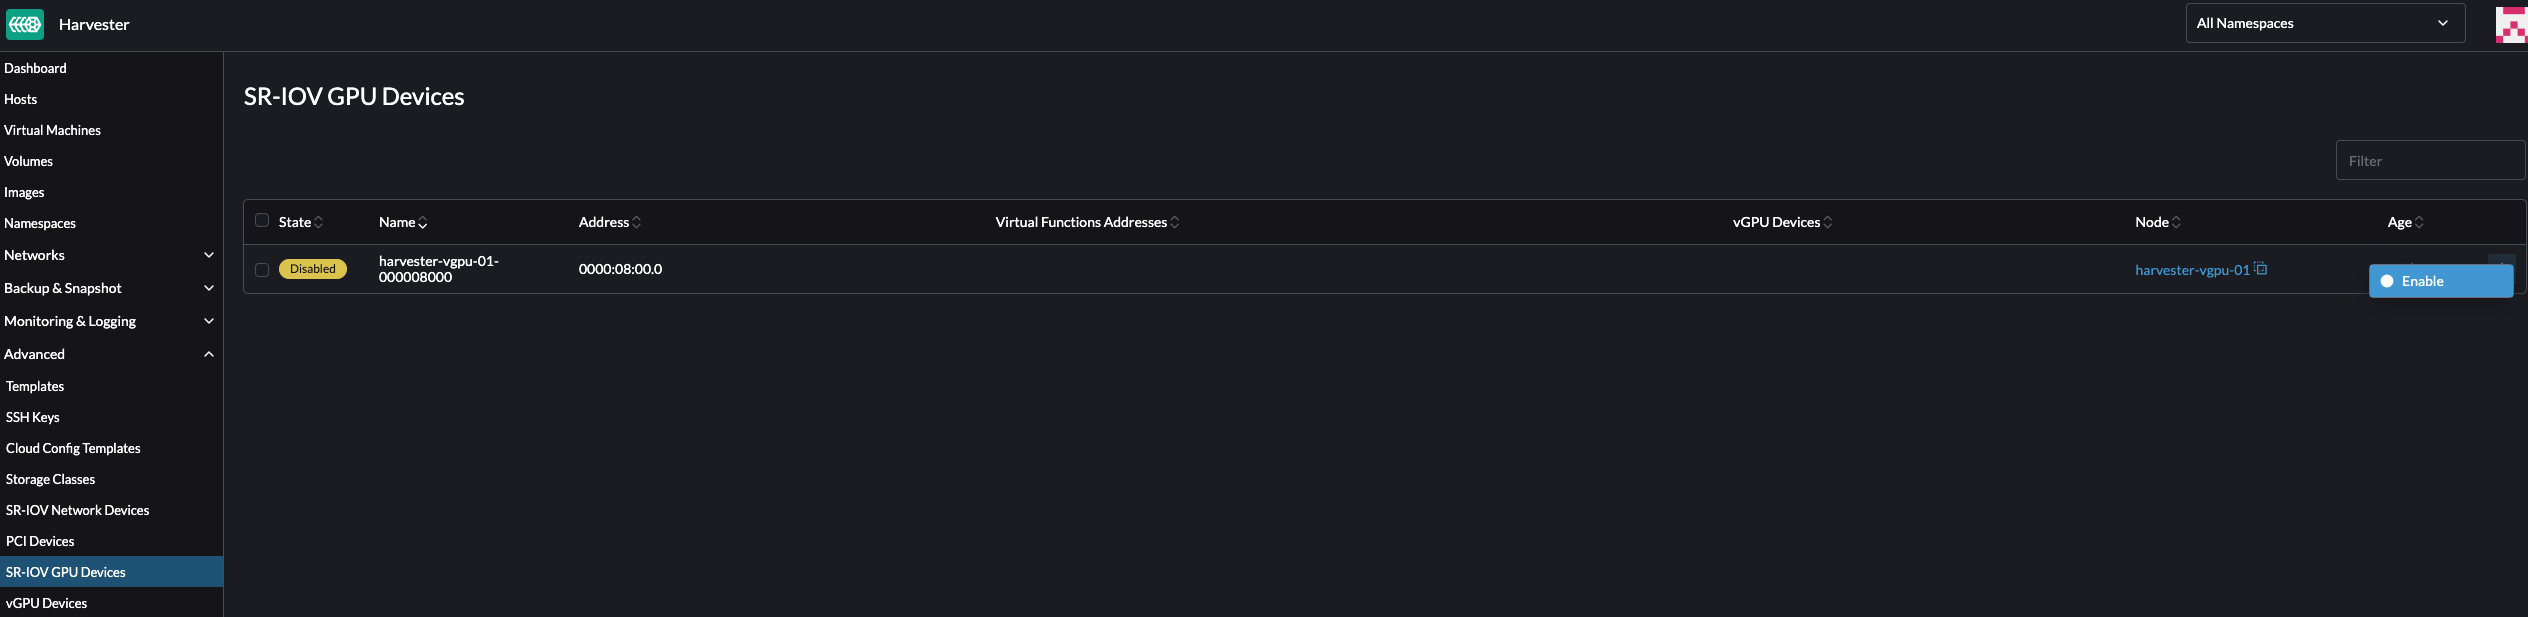 Harvester
All Namespaces
Dashboard
Hosts
Virtual Machines
Volumes
Images
Namespaces
Networks
Backup & Snapshot
Monitoring & Logging
Advanced
Templates
SSH Keys
Cloud Config Templates
Storage Classes
SR-IOV Network Devices
PCI Devices
SR-IOV GPU Devices
vGPU Devices
SR-IOV GPU Devices
Filter
State Name Address Virtual Functions Addresses vGPU Devices Node Age
Disabled harvester-vgpu-01-
000008000 0000:08:00.0 harvester-vgpu-01
Enable